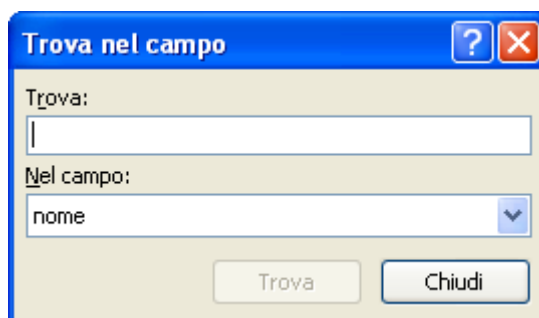 Trova nel campo
Trova:
Nel campo:
nome
Trova Chiudi